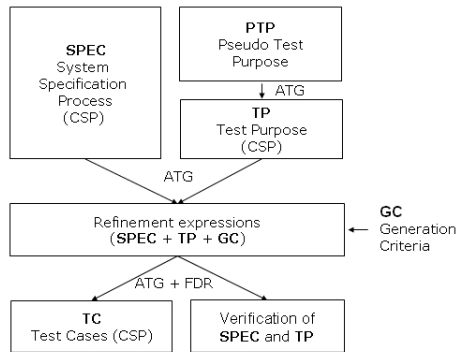 SPEC
System
Specification
Process
(CSP)
PTP
Pseudo Test
Purpose
ATG
TP
Test Purpose
(CSP)
ATG
Refinement expressions
(SPEC + TP + GC)
GC
Generation
Criteria
ATG + FDR
TC
Test Cases (CSP)
Verification of
SPEC and TP